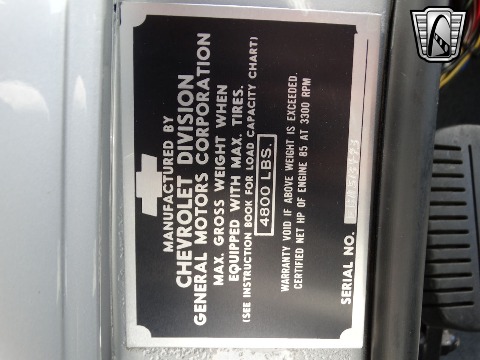 MANUFACTURED BY
CHEVROLET DIVISION
GENERAL MOTORS CORPORATION
MAX. GROSS WEIGHT WHEN
EQUIPPED WITH MAX. TIRES.
(SEE INSTRUCTION BOOK FOR LOAD CAPACITY CHART)
4800 LBS.
WARRANTY VOID IF ABOVE WEIGHT IS EXCEEDED.
CERTIFIED NET HP OF ENGINE 85 AT 3300 RPM
SERIAL NO.